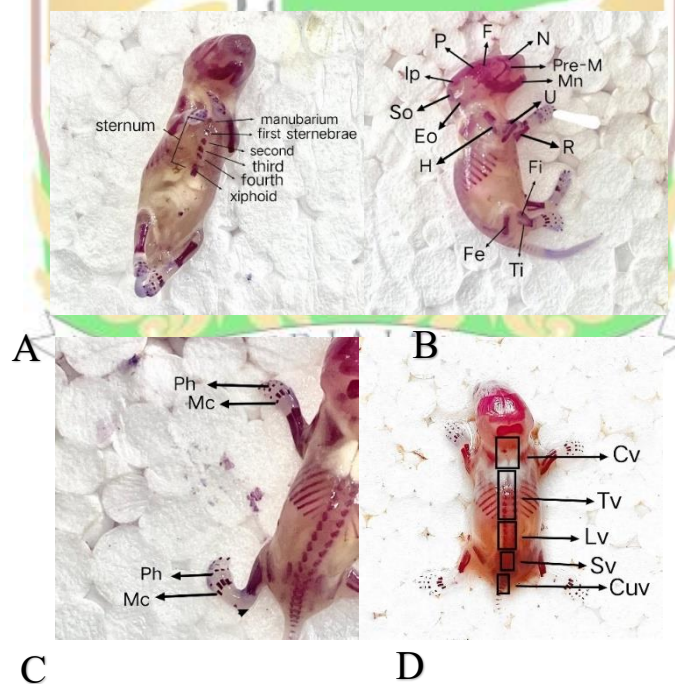 sternum
manubarium
first sternebrae
second
third
fourth
xiphoid
A
P
F
N
Ip
Pre-M
Mn
So
U
Eo
R
H
Fi
Fe
Ti
B
Ph
Mc
Ph
Mc
C
Cv
Tv
Lv
Sv
Cuv
D